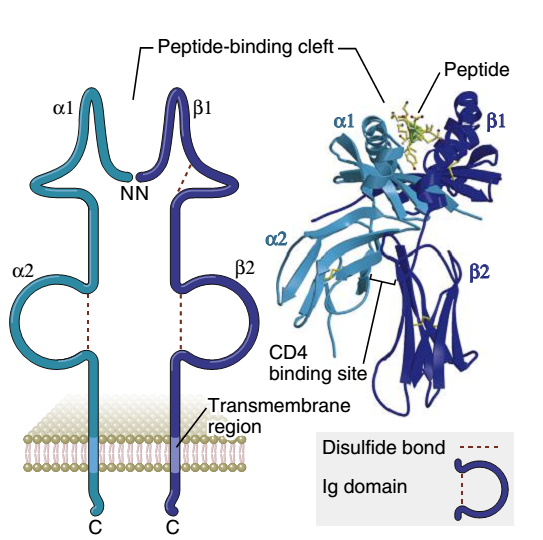 Peptide-binding cleft
Peptide
α1
β1
α1
β1
NN
α2
β2
α2
β2
CD4
binding site
Transmembrane
region
Disulfide bond
Ig domain
C
C